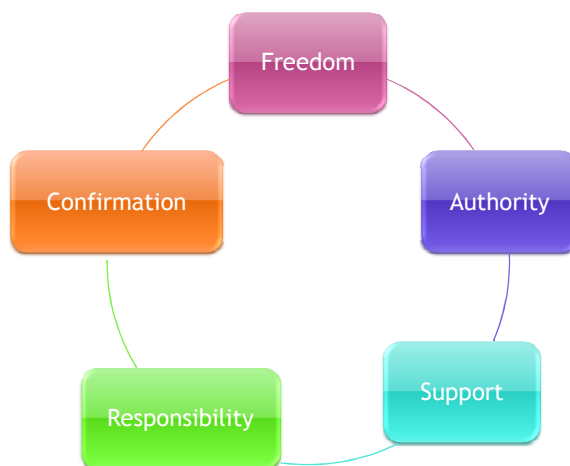 Freedom
Authority
Support
Responsibility
Confirmation